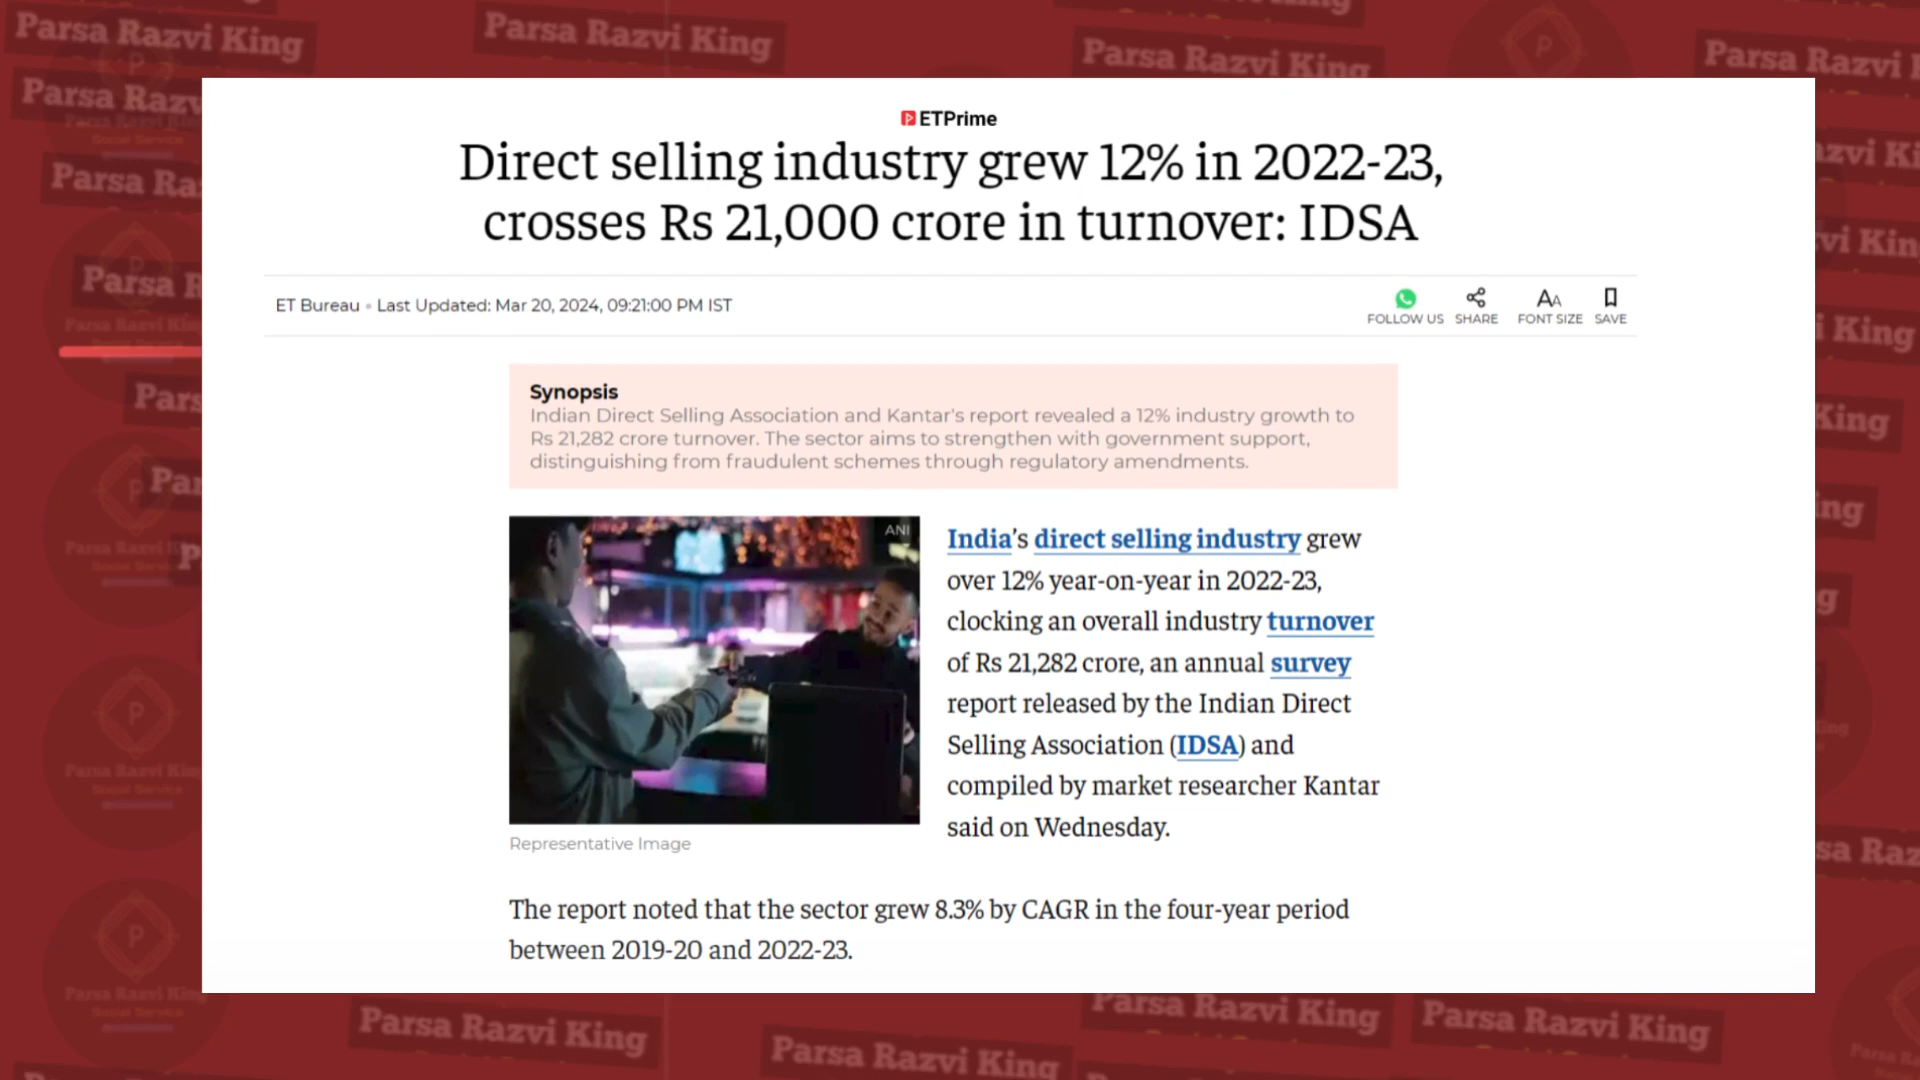 Parsa Razvi King
Parsa Razvi King
Parsa Razvi King
Parsa Razvi
ETPrime
Direct selling industry grew 12% in 2022-23,
crosses Rs 21,000 crore in turnover: IDSA
ET Bureau • Last Updated: Mar 20, 2024, 09:21:00 PM IST
FOLLOW US SHARE FONT SIZE SAVE
Synopsis
Indian Direct Selling Association and Kantar's report revealed a 12% industry growth to
Rs 21,282 crore turnover. The sector aims to strengthen with government support,
distinguishing from fraudulent schemes through regulatory amendments.
ANI
Representative Image
India's direct selling industry grew
over 12% year-on-year in 2022-23,
clocking an overall industry turnover
of Rs 21,282 crore, an annual survey
report released by the Indian Direct
Selling Association (IDSA) and
compiled by market researcher Kantar
said on Wednesday.
The report noted that the sector grew 8.3% by CAGR in the four-year period
between 2019-20 and 2022-23.
Parsa Razvi King
Parsa Razvi King
Parsa Razvi King
Parsa Razvi King